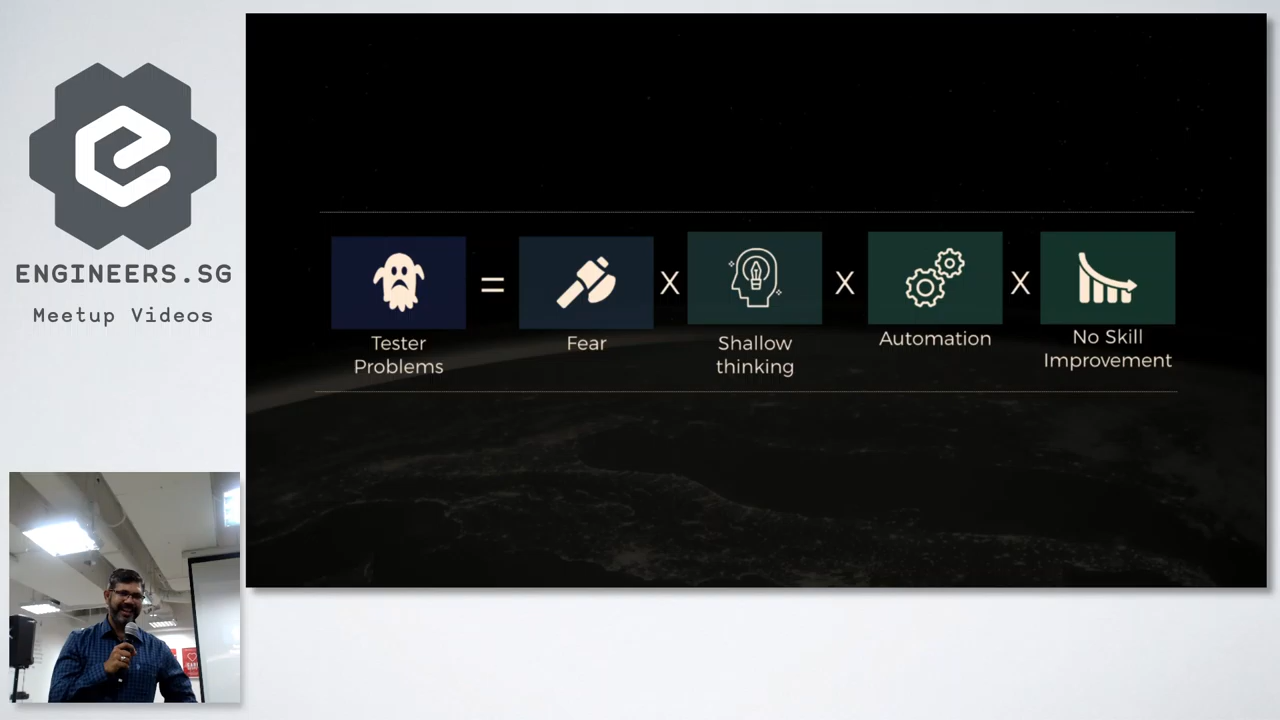 ENGINEERS.SG
Meetup Videos
=
X
X
X
Tester
Problems
Fear
Shallow
thinking
Automation
No Skill
Improvement